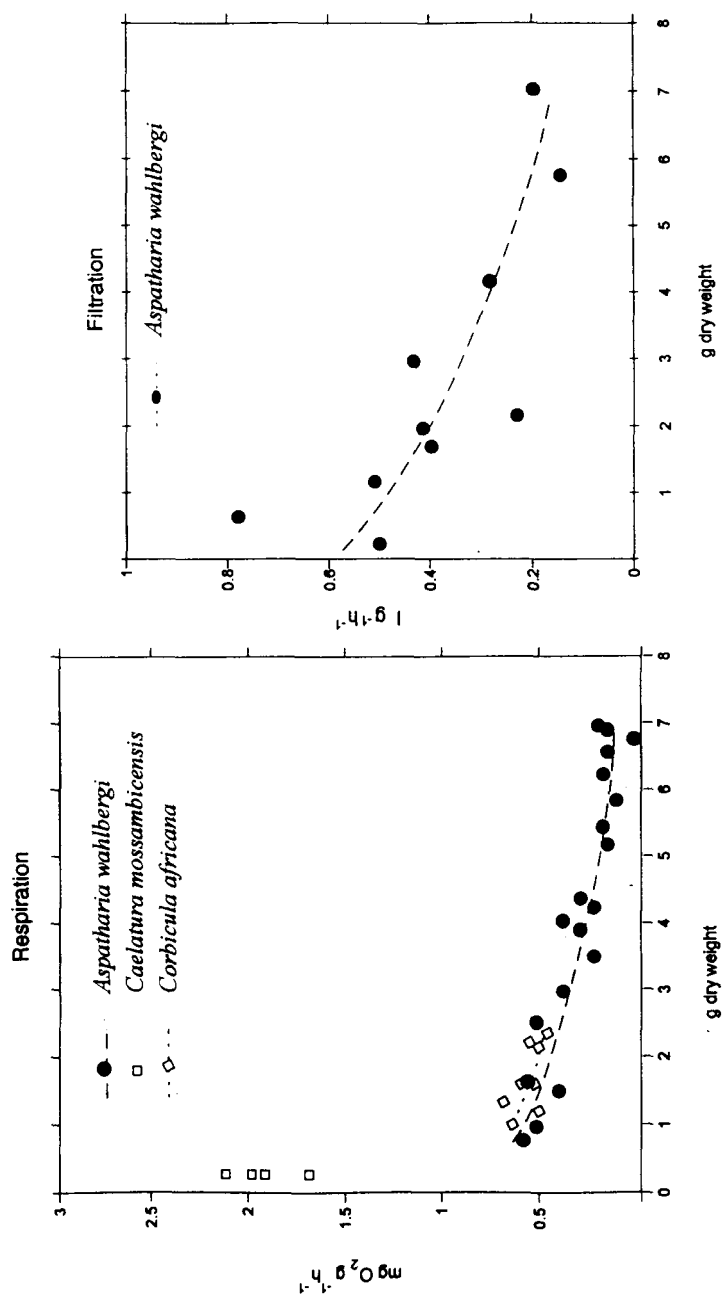 Respiration
Aspatharia wahlbergi
Caelatura mossambicensis
Corbicula africana
3
2.5
2
1.5
1
0.5
mg O2 g-1 h-1
0 1 2 3 4 5 6 7 8
g dry weight
Filtration
Aspatharia wahlbergi
1
0.8
0.6
0.4
0.2
0
l g-1h-1
1 2 3 4 5 6 7 8
g dry weight